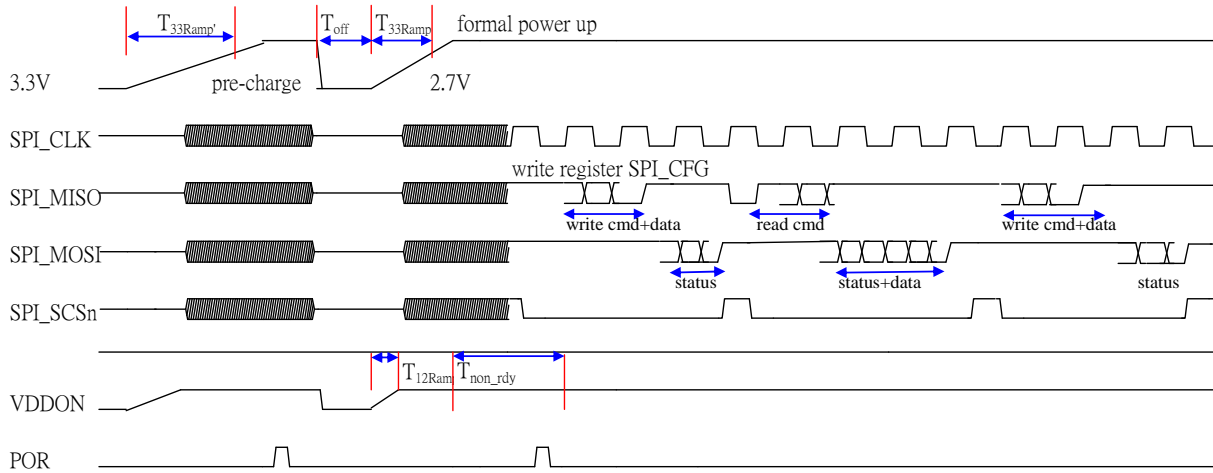 T33Ramp' Toff T33Ramp formal power up
3.3V pre-charge 2.7V
SPI_CLK
write register SPI_CFG
SPI_MISO
write cmd+data read cmd write cmd+data
SPI_MOSI
status status+data status
SPI_SCSn
T12Ram Tnon_rdy
VDDON
POR